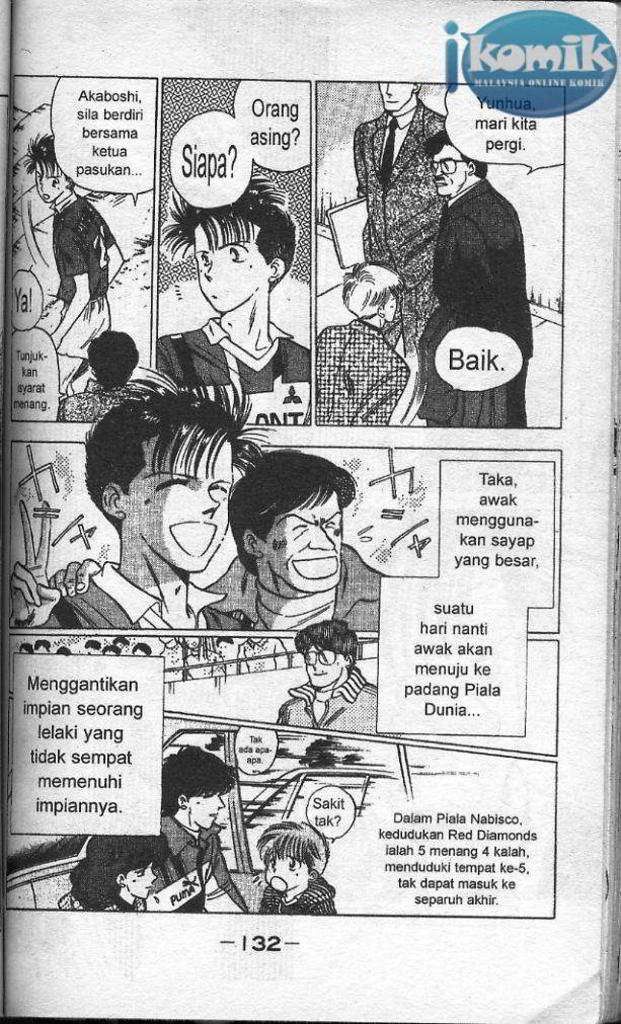 jkomik
MALAYSIA ONLINE KOMIK
Akaboshi,
sila berdiri
bersama
ketua
pasukan...
Ya!
Tunjuk-
kan
syarat
menang.
Orang
asing?
Siapa?
ONT
Yunhua,
mari kita
pergi.
Baik.
Taka,
awak
mengguna-
kan sayap
yang besar,
suatu
hari nanti
awak akan
menuju ke
padang Piala
Dunia...
Menggantikan
impian seorang
lelaki yang
tidak sempat
memenuhi
impiannya.
Tak
ada apa-
apa.
Sakit
tak?
PUMA
Dalam Piala Nabisco,
kedudukan Red Diamonds
ialah 5 menang 4 kalah,
menduduki tempat ke-5,
tak dapat masuk ke
separuh akhir.
-132-